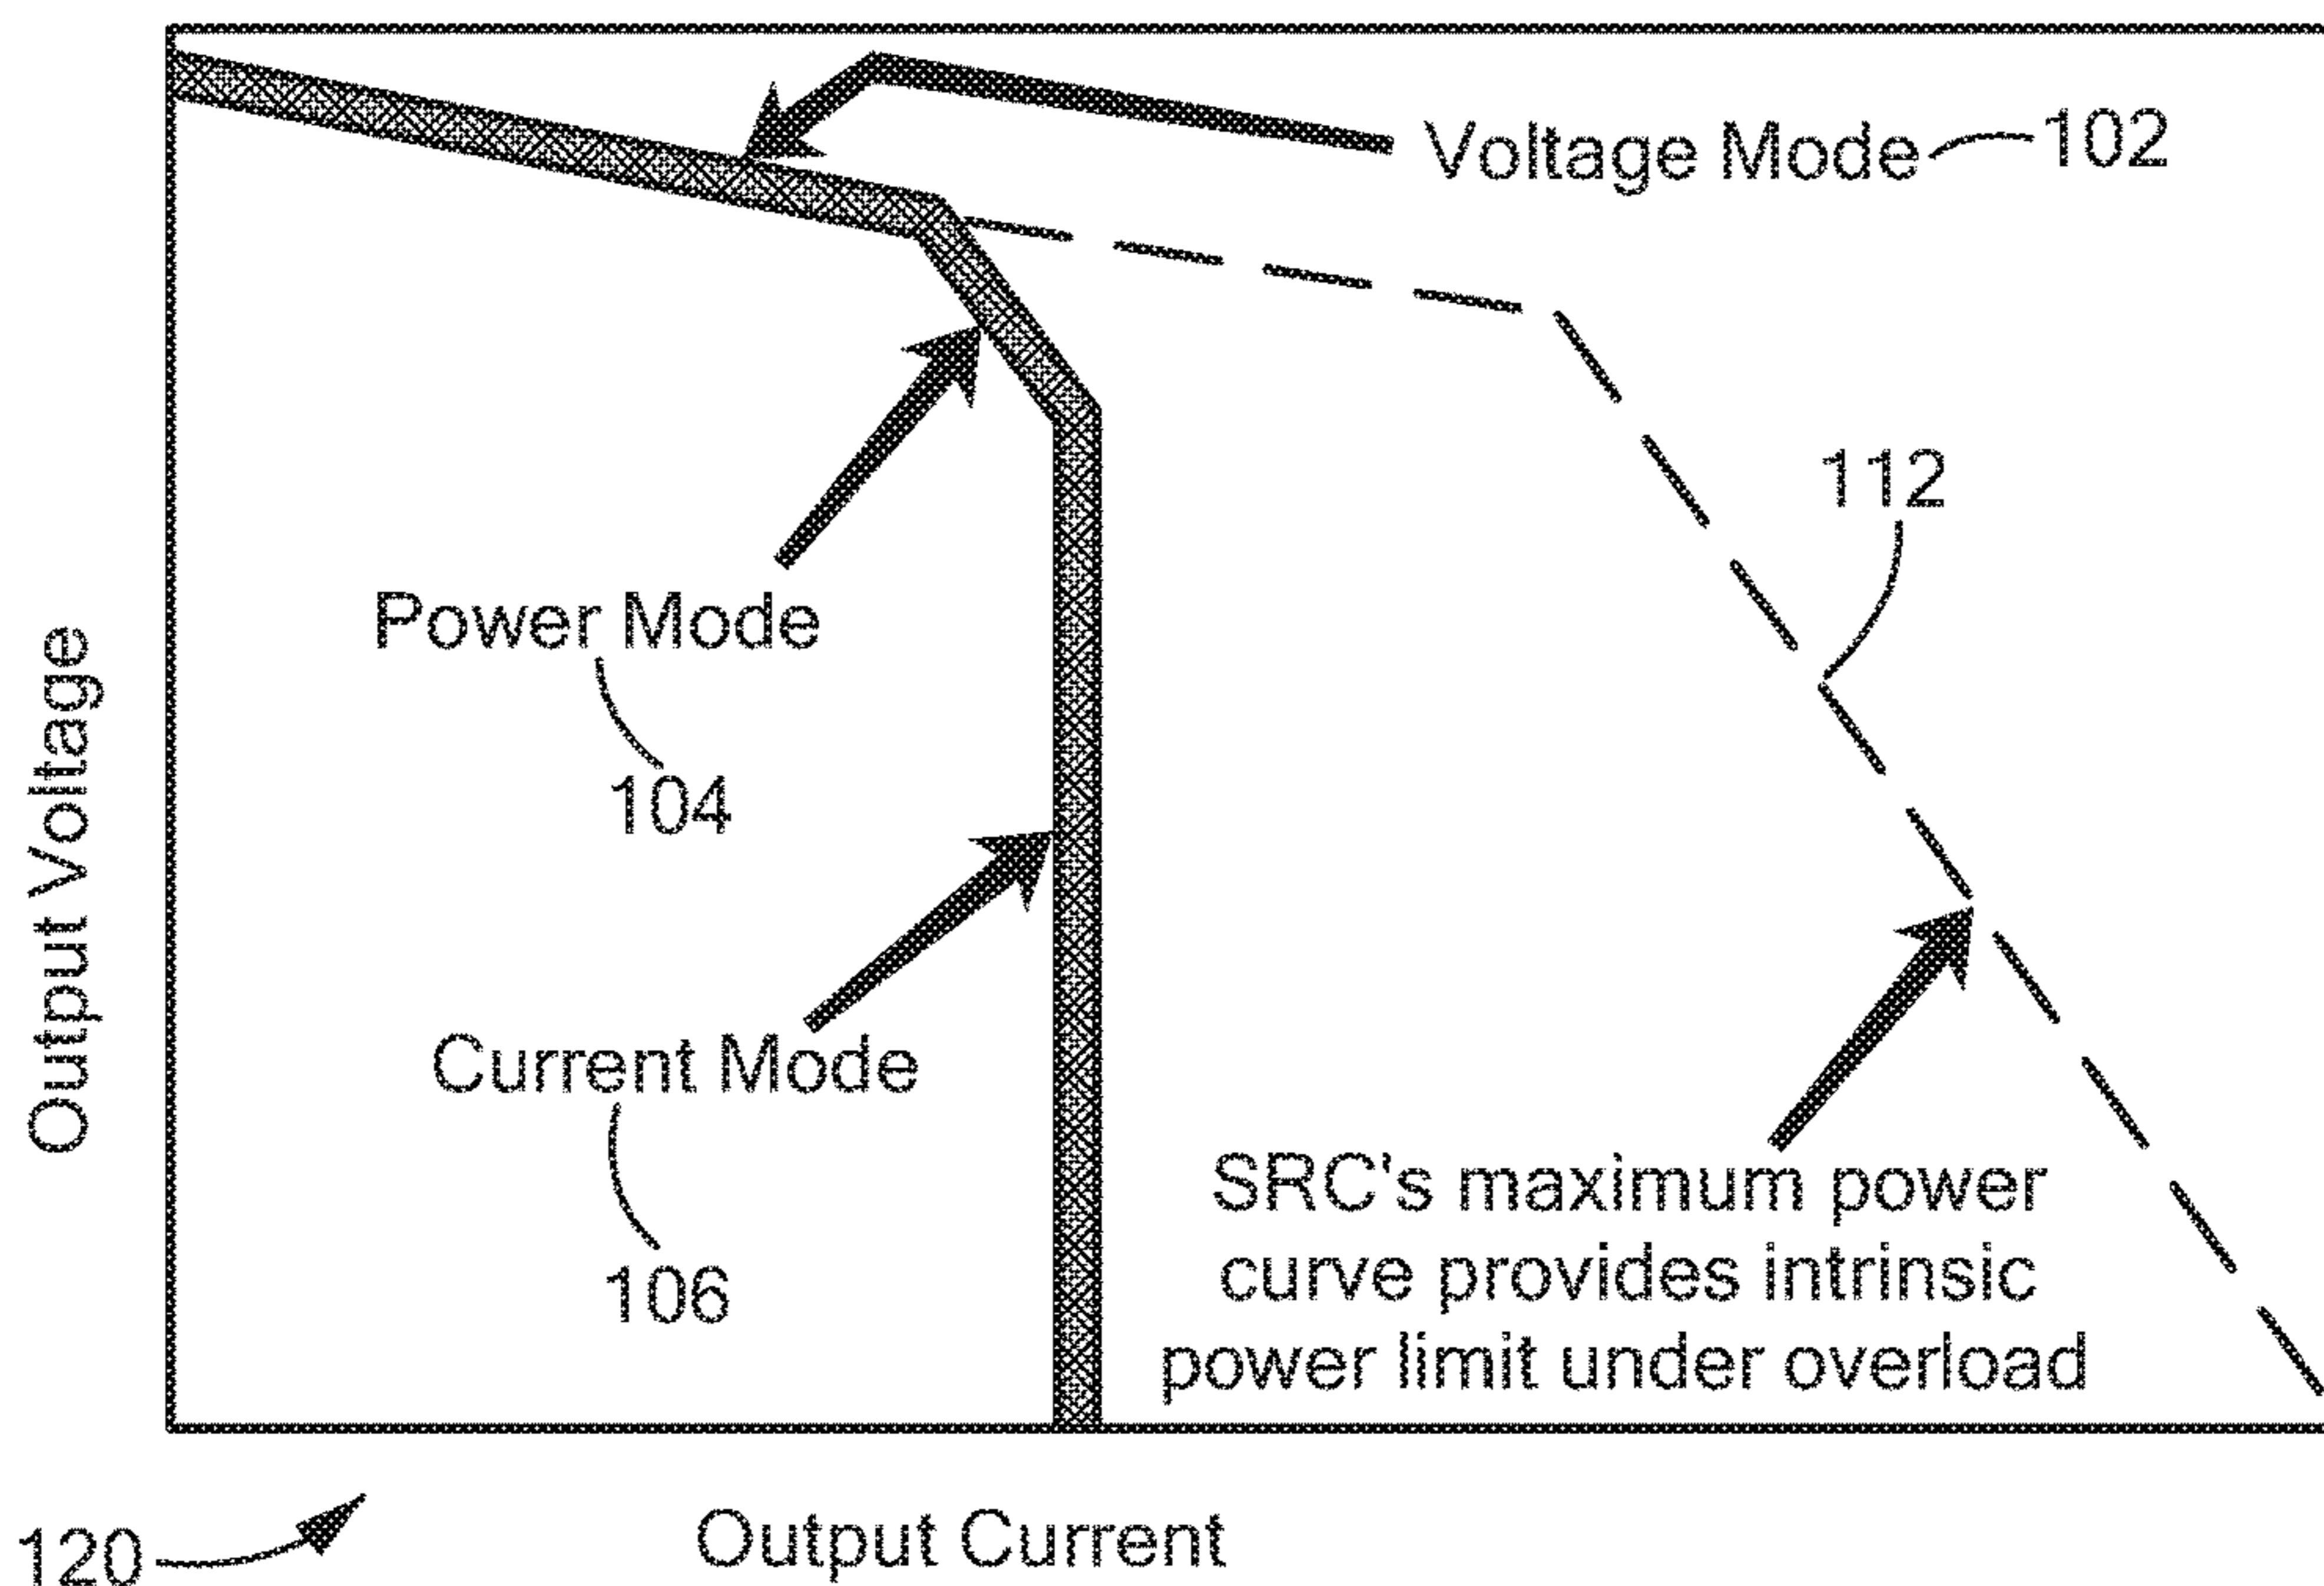 Voltage Mode 102
112
Power Mode
104
Output Voltage
Current Mode
106
SRC's maximum power
curve provides intrinsic
power limit under overload
120
Output Current